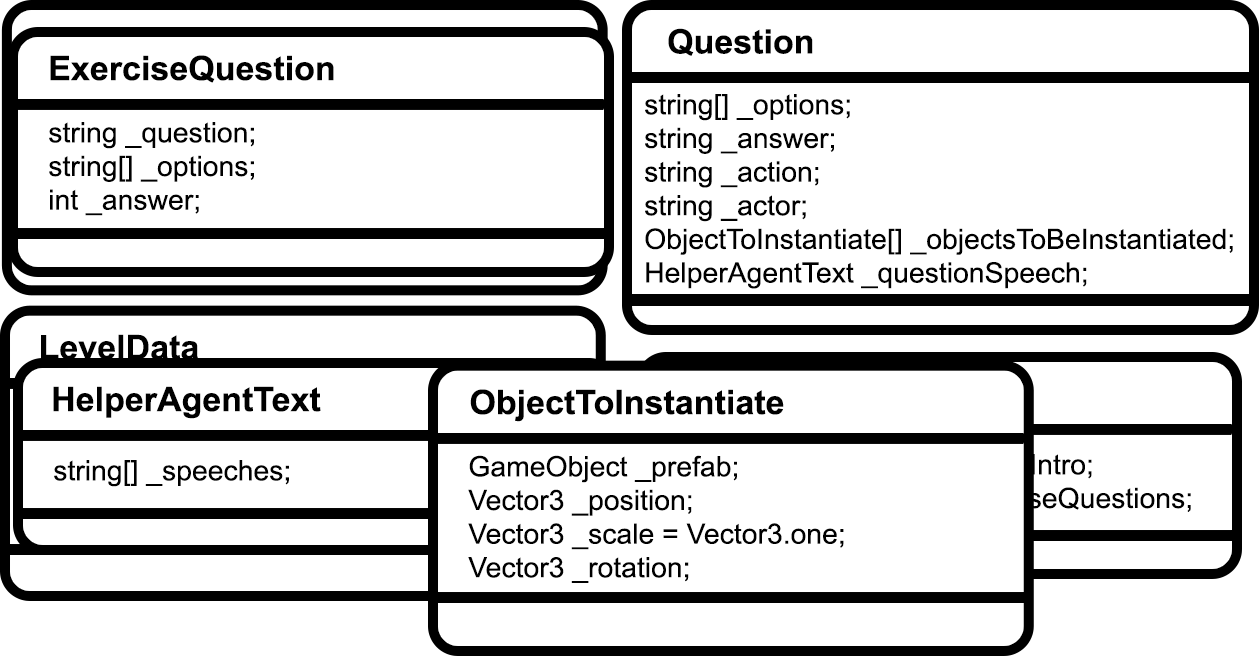 ExerciseQuestion
string _question;
string[] _options;
int _answer;
Question
string[] _options;
string _answer;
string _action;
string _actor;
ObjectToInstantiate[] _objectsToBeInstantiated;
HelperAgentText _questionSpeech;
LevelData
HelperAgentText
string[] _speeches;
ObjectToInstantiate
GameObject _prefab;
Vector3 _position;
Vector3 _scale = Vector3.one;
Vector3 _rotation;
Intro;
seQuestions;